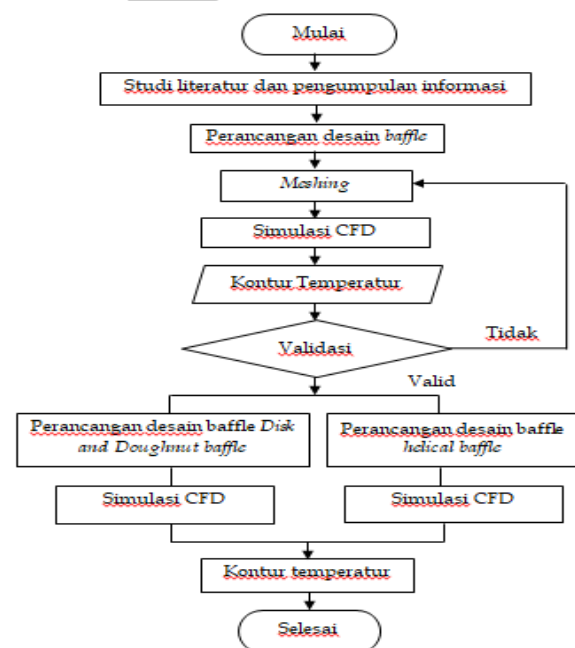 Mulai
Studi literatur dan pengumpulan informasi
Perancangan desain baffle
Meshing
Simulasi CFD
Kontur Temperatur
Validasi
Tidak
Valid
Perancangan desain baffle Disk
and Doughnut baffle
Perancangan desain baffle
helical baffle
Simulasi CFD
Simulasi CFD
Kontur temperatur
Selesai